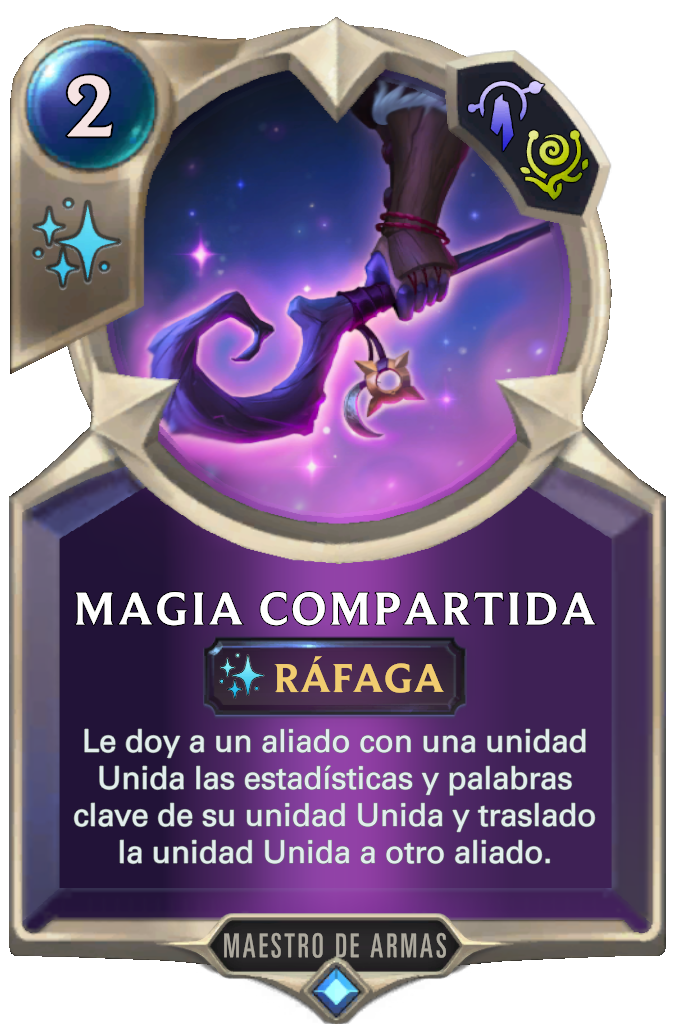 2
MAGIA COMPARTIDA
RÁFAGA
Le doy a un aliado con una unidad
Unida las estadísticas y palabras
clave de su unidad Unida y traslado
la unidad Unida a otro aliado.
MAESTRO DE ARMAS